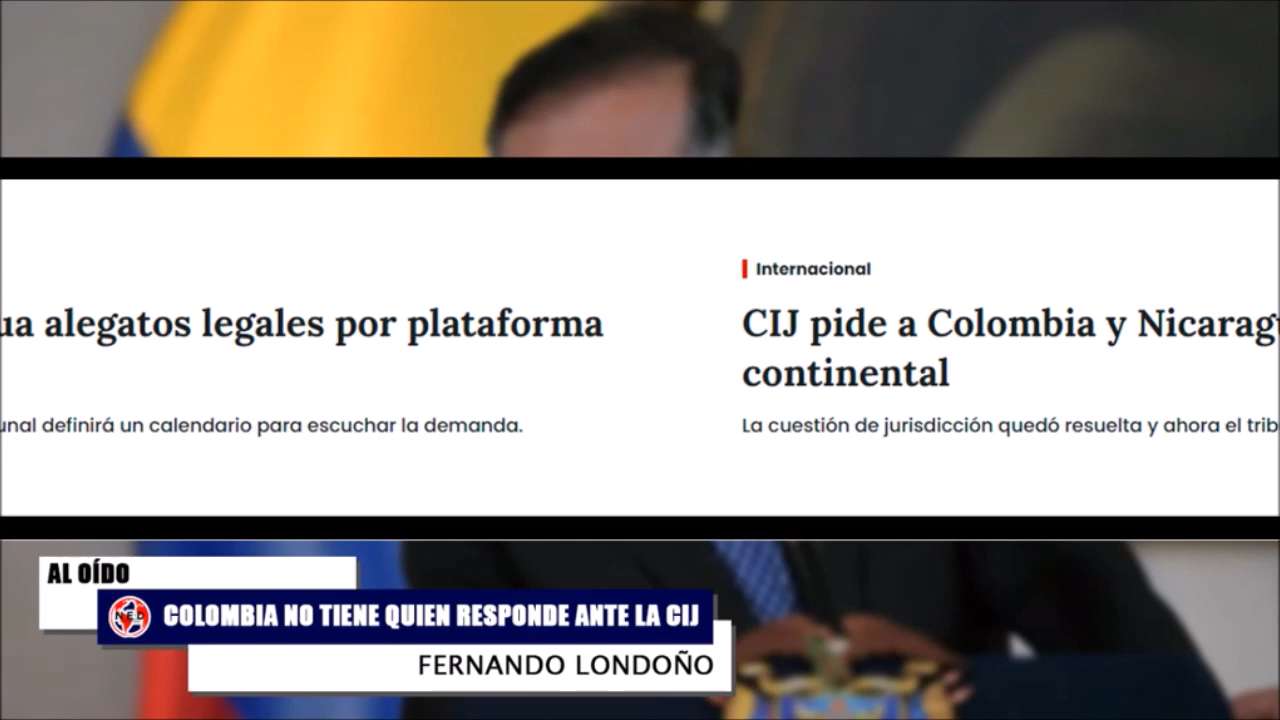 Internacional
ua alegatos legales por plataforma
CIJ pide a Colombia y Nicarag
continental
unal definirá un calendario para escuchar la demanda.
La cuestión de jurisdicción quedó resuelta y ahora el trib
AL OÍDO
NEC
COLOMBIA NO TIENE QUIEN RESPONDE ANTE LA CIJ
FERNANDO LONDOÑO